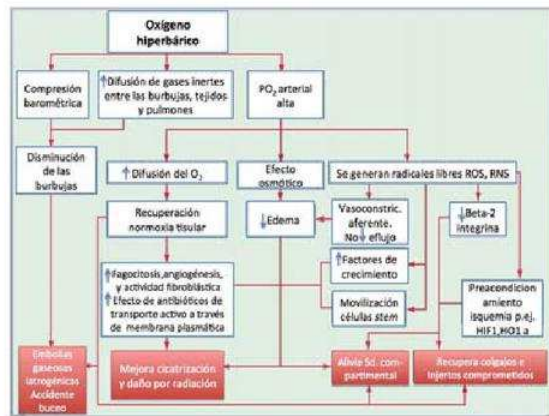 Oxígeno
hiperbárico
Compresión
barométrica
↑Difusión de gases inertes
entre las burbujas, tejidos
y pulmones
PO2 arterial
alta
Disminución
de las
burbujas
↑ Difusión del O2
Efecto
osmótico
Se generan radicales libres ROS, RNS
Recuperación
normoxia tisular
↓Edema
Vasoconstric.
aferente.
No↓eflujo
↓Beta-2
integrina
↑Fagocitosis,angiogénesis,
y actividad fibroblástica
↑Efecto de antibióticos de
transporte activo a través
de membrana plasmática
↑Factores de
crecimiento
Movilización
células stem
Preacondicion
amiento
isquemia p.ej.
HIF1,HO1 a
Embolias
gaseosas
iatrogénicas
Accidente
buceo
Mejora cicatrización
y daño por radiación
Alivia Sd. com-
partimental
Recupera colgajos e
injertos comprometidos